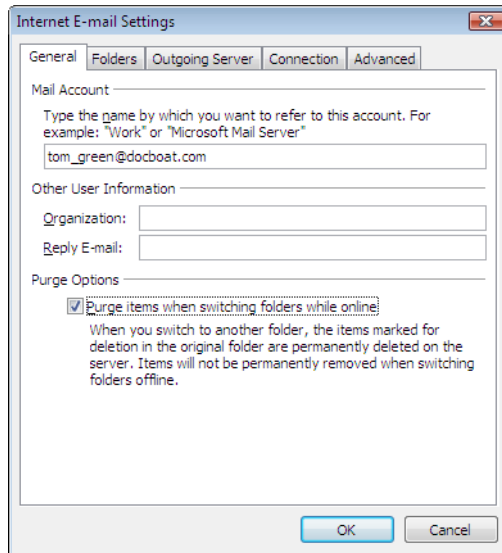 Internet E-mail Settings
General Folders Outgoing Server Connection Advanced
Mail Account
Type the name by which you want to refer to this account. For
example: "Work" or "Microsoft Mail Server"
tom_green@docboat.com
Other User Information
Organization:
Reply E-mail:
Purge Options
Purge items when switching folders while online
When you switch to another folder, the items marked for
deletion in the original folder are permanently deleted on the
server. Items will not be permanently removed when switching
folders offline.
OK Cancel